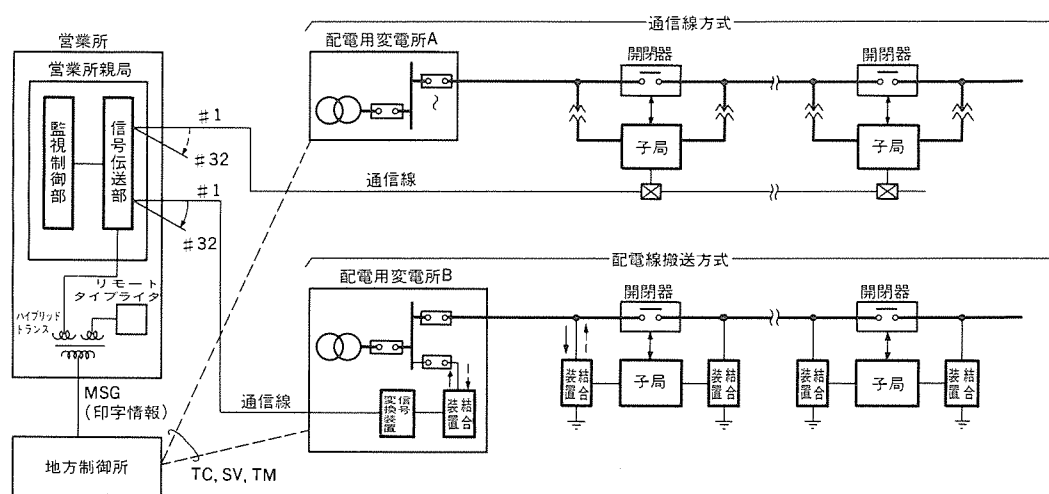 営業所
営業所親局
監視制御部
信号伝送部
#1
#32
#1
#32
リモート
タイプライタ
ハイブリッド
トランス
MSG
(印字情報)
地方制御所
TC, SV, TM
通信線方式
配電用変電所A
開閉器
開閉器
子局
子局
通信線
配電線搬送方式
配電用変電所B
開閉器
開閉器
結合装置
子局
結合装置
結合装置
子局
結合装置
通信線
信号変換装置
結合装置